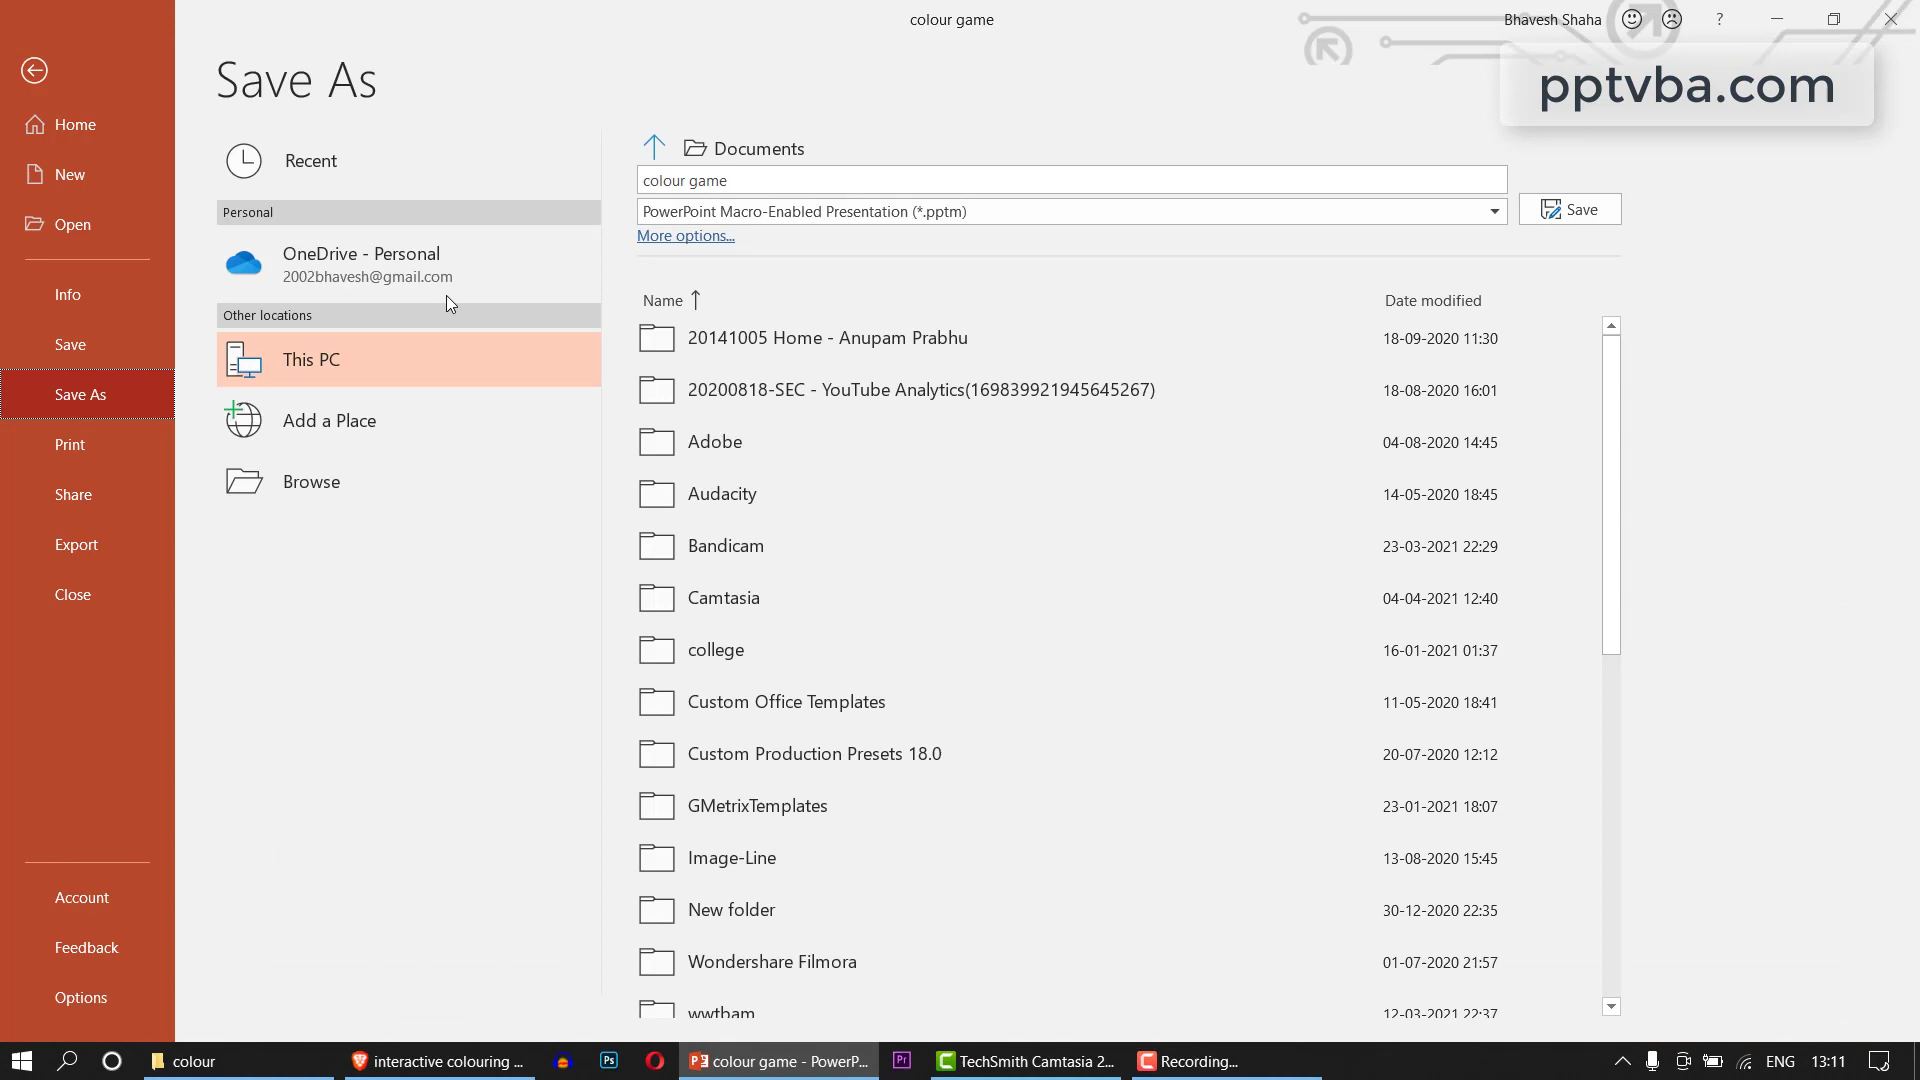 colour game
Bhavesh Shaha
?
pptvba.com
Save As
Home
New
Open
Info
Save
Save As
Print
Share
Export
Close
Account
Feedback
Options
Recent
Personal
OneDrive - Personal
2002bhavesh@gmail.com
Other locations
This PC
Add a Place
Browse
Documents
colour game
PowerPoint Macro-Enabled Presentation (*.pptm)
Save
More options...
Name Date modified
20141005 Home - Anupam Prabhu 18-09-2020 11:30
20200818-SEC - YouTube Analytics(169839921945645267) 18-08-2020 16:01
Adobe 04-08-2020 14:45
Audacity 14-05-2020 18:45
Bandicam 23-03-2021 22:29
Camtasia 04-04-2021 12:40
college 16-01-2021 01:37
Custom Office Templates 11-05-2020 18:41
Custom Production Presets 18.0 20-07-2020 12:12
GMetrixTemplates 23-01-2021 18:07
Image-Line 13-08-2020 15:45
New folder 30-12-2020 22:35
Wondershare Filmora 01-07-2020 21:57
wwtbam 12-03-2021 22:37
colour interactive colouring ... Ps colour game - PowerP... Pr TechSmith Camtasia 2... Recording... ENG 13:11